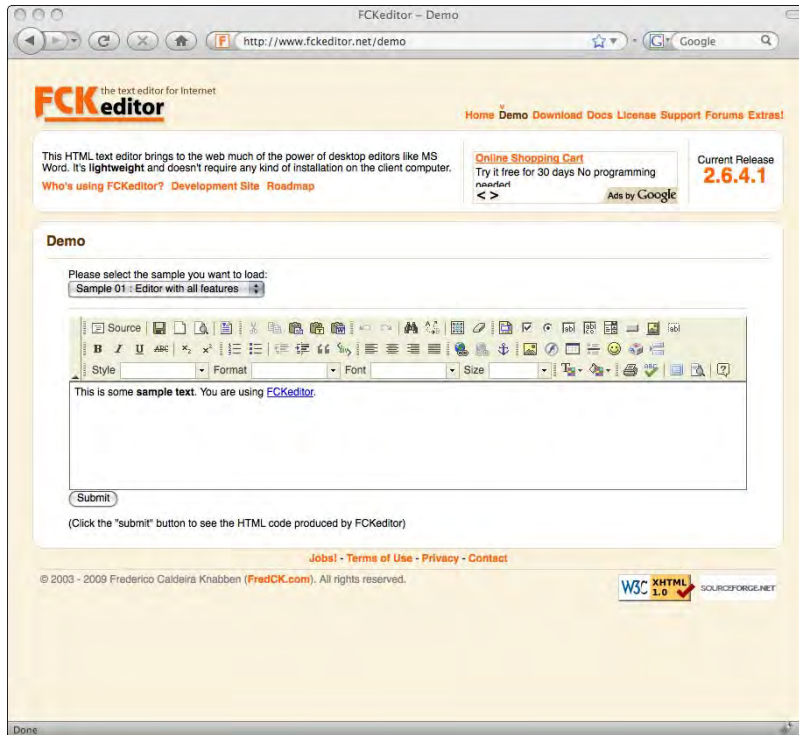 FCKeditor – Demo
http://www.fckeditor.net/demo
Google
FCKeditor
the text editor for Internet
Home Demo Download Docs License Support Forums Extras!
This HTML text editor brings to the web much of the power of desktop editors like MS
Word. It's lightweight and doesn't require any kind of installation on the client computer.
Who's using FCKeditor? Development Site Roadmap
Online Shopping Cart
Try it free for 30 days No programming
needed
< >
Ads by Google
Current Release
2.6.4.1
Demo
Please select the sample you want to load:
Sample 01 : Editor with all features
Source
B I U ABC x₂ x²
Style Format Font Size
This is some sample text. You are using FCKeditor.
Submit
(Click the "submit" button to see the HTML code produced by FCKeditor)
Jobs! - Terms of Use - Privacy - Contact
© 2003 - 2009 Frederico Caldeira Knabben (FredCK.com). All rights reserved.
W3C XHTML 1.0
SOURCEFORGE.NET
Done